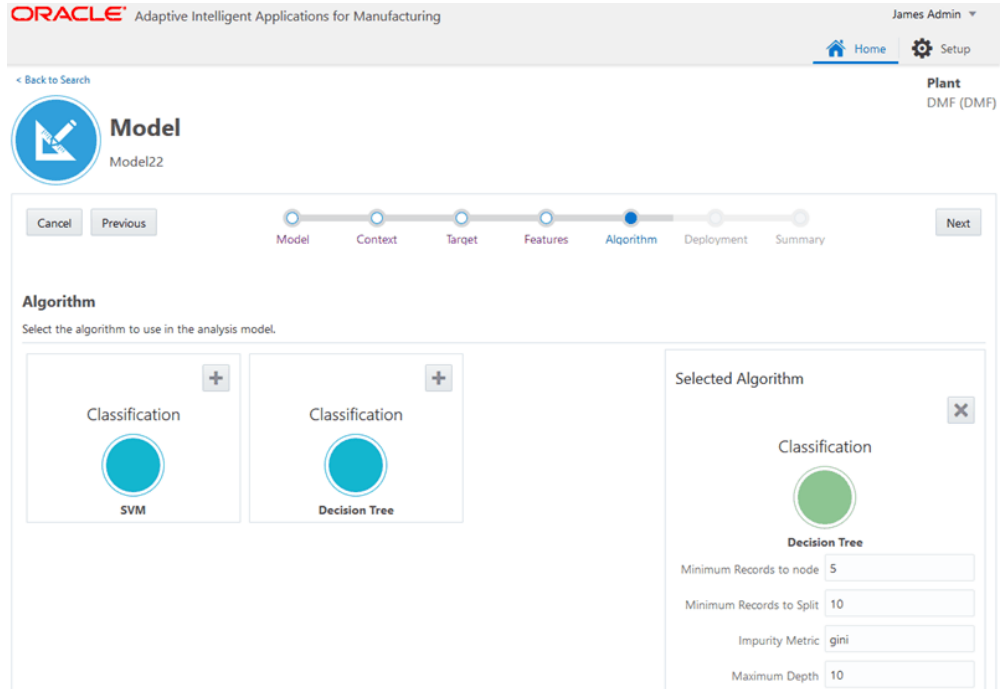 ORACLE Adaptive Intelligent Applications for Manufacturing
James Admin
Home Setup
< Back to Search
Plant
DMF (DMF)
Model
Model22
Cancel Previous
Model Context Target Features Algorithm Deployment Summary
Next
Algorithm
Select the algorithm to use in the analysis model.
Classification
SVM
Classification
Decision Tree
Selected Algorithm
Classification
Decision Tree
Minimum Records to node 5
Minimum Records to Split 10
Impurity Metric gini
Maximum Depth 10